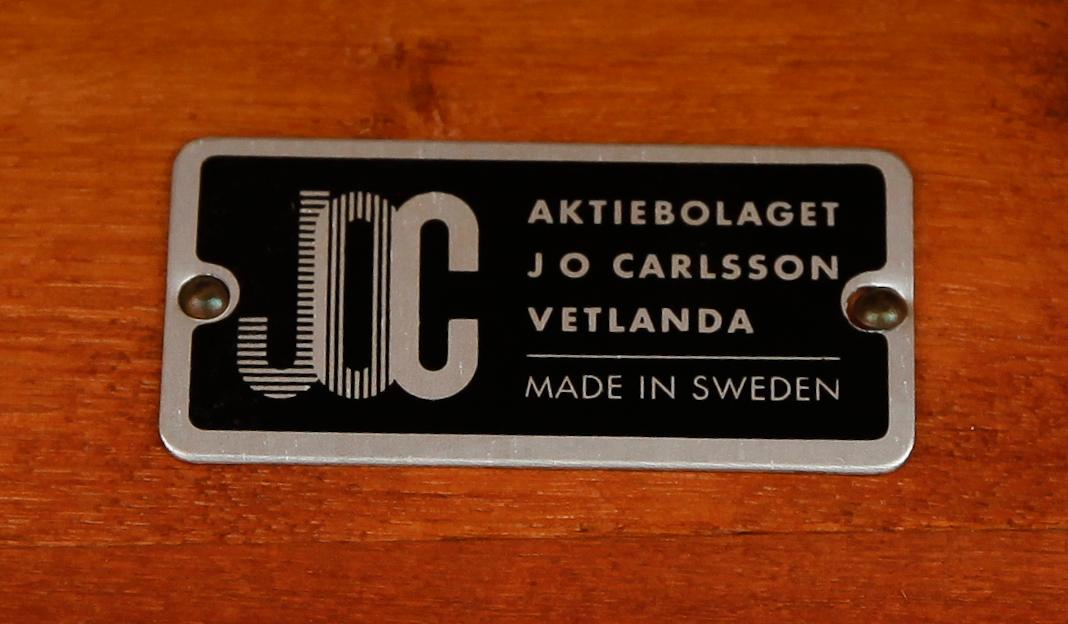 JOC
AKTIEBOLAGET
J O CARLSSON
VETLANDA
MADE IN SWEDEN